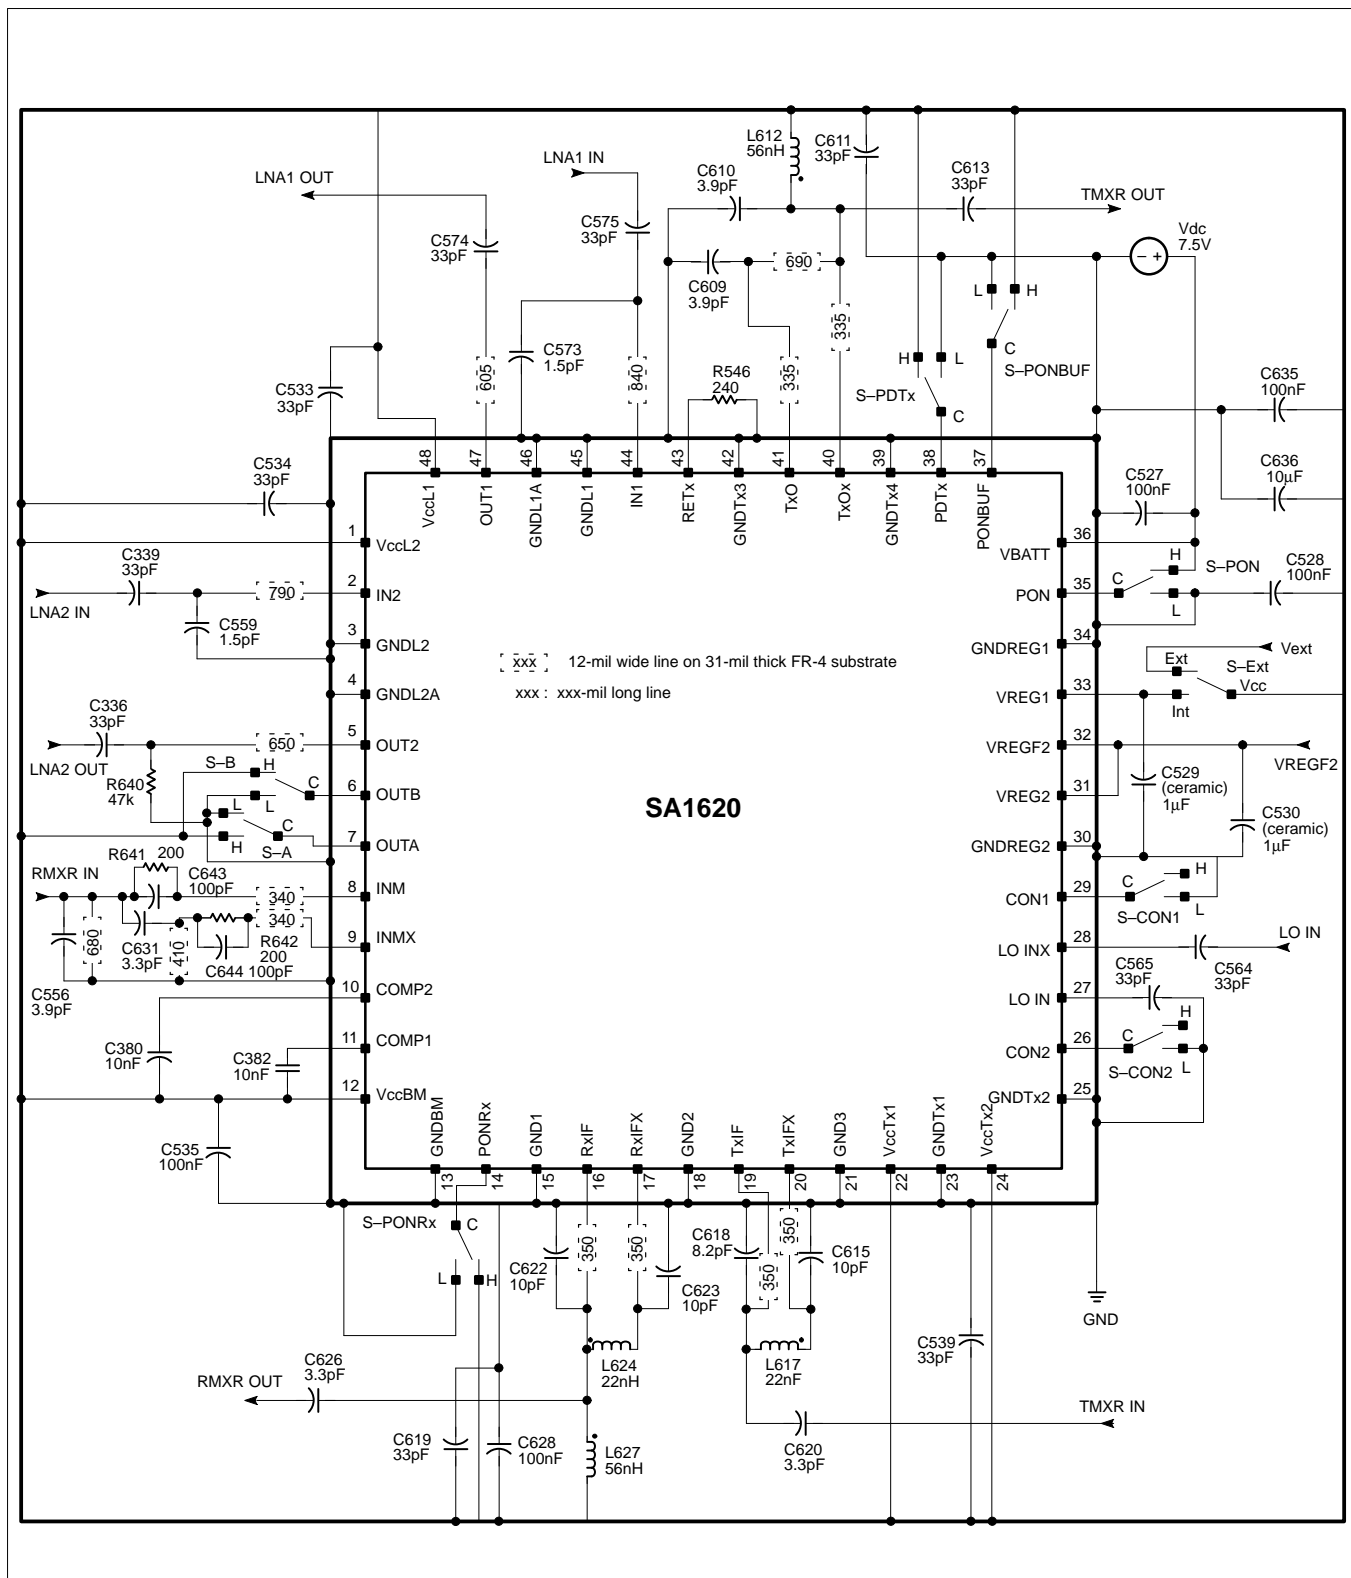 L612
56nH
C611
33pF
LNA1 IN
C610
3.9pF
C613
33pF
LNA1 OUT
TMXR OUT
C574
33pF
C575
33pF
Vdc
7.5V
– +
690
C609
3.9pF
L
H
335
C573
1.5pF
C
S–PONBUF
H
L
605
840
R546
240
335
S–PDTx
C
C533
33pF
C635
100nF
C534
33pF
48
47
46
45
44
43
42
41
40
39
38
37
C636
10μF
C527
100nF
VccL1
OUT1
GNDL1A
GNDL1
IN1
RETx
GNDTx3
TxO
TxOx
GNDTx4
PDTx
PONBUF
1
VccL2
36
VBATT
H
S–PON
C339
33pF
C528
100nF
2
790
IN2
LNA2 IN
35
PON
C
L
C559
1.5pF
3
GNDL2
34
GNDREG1
xxx
12-mil wide line on 31-mil thick FR-4 substrate
xxx : xxx-mil long line
Vext
Ext
S–Ext
Vcc
Int
4
GNDL2A
33
VREG1
C336
33pF
5
650
OUT2
LNA2 OUT
32
VREGF2
VREGF2
S–B
H
C
L
R640
47k
6
OUTB
31
VREG2
C529
(ceramic)
1μF
SA1620
C530
(ceramic)
1μF
L
C
H
S–A
7
OUTA
30
GNDREG2
R641
200
C643
100pF
RMXR IN
8
340
INM
29
CON1
C
H
L
S–CON1
9
340
INMX
680
C631
3.3pF
410
R642
200
C644
100pF
28
LO INX
LO IN
C565
33pF
C564
33pF
C556
3.9pF
10
COMP2
27
LO IN
C380
10nF
C382
10nF
11
COMP1
26
CON2
C
H
L
S–CON2
12
VccBM
25
GNDTx2
GNDBM
PONRx
GND1
RxIF
RxIFX
GND2
TxIF
TxIFX
GND3
VccTx1
GNDTx1
VccTx2
C535
100nF
13
14
15
16
17
18
19
20
21
22
23
24
S–PONRx
C
L
H
C622
10pF
350
350
C623
10pF
C618
8.2pF
350
350
C615
10pF
GND
L624
22nH
L617
22nF
C539
33pF
RMXR OUT
C626
3.3pF
TMXR IN
C619
33pF
C628
100nF
L627
56nH
C620
3.3pF